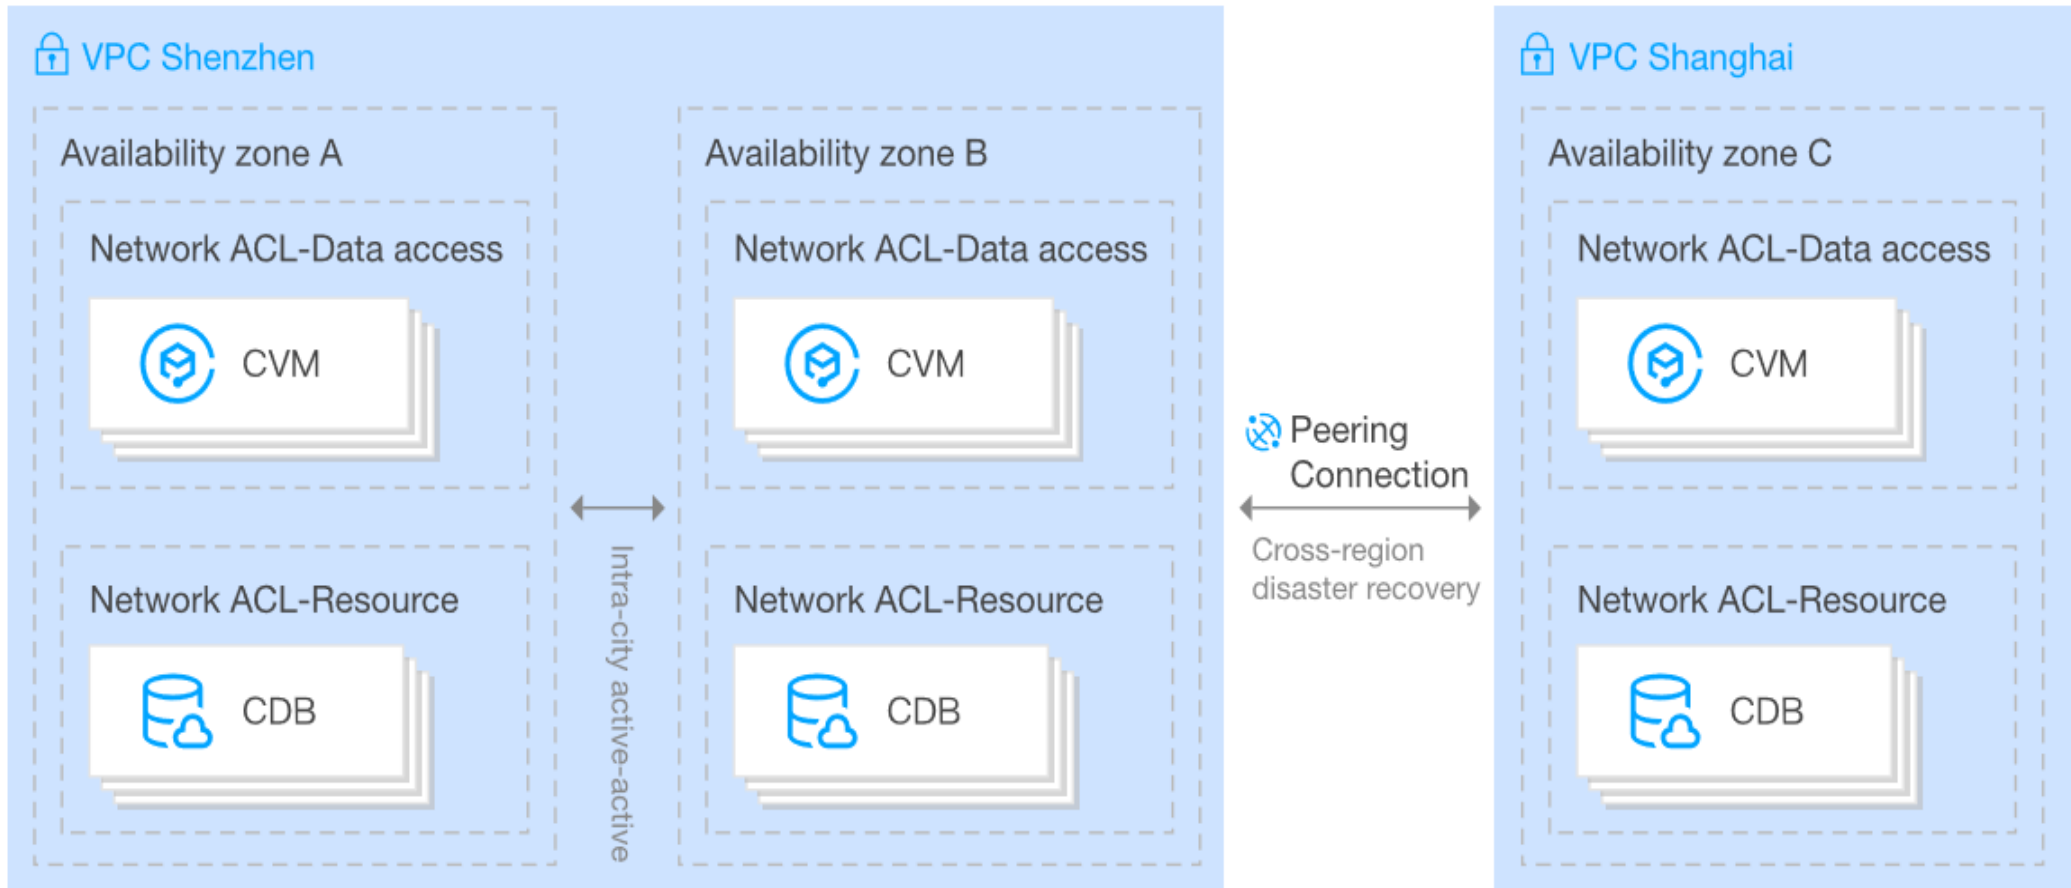 VPC Shenzhen
Availability zone A
Network ACL-Data access
CVM
Network ACL-Resource
CDB
Intra-city active-active
Availability zone B
Network ACL-Data access
CVM
Network ACL-Resource
CDB
Peering
Connection
Cross-region
disaster recovery
VPC Shanghai
Availability zone C
Network ACL-Data access
CVM
Network ACL-Resource
CDB